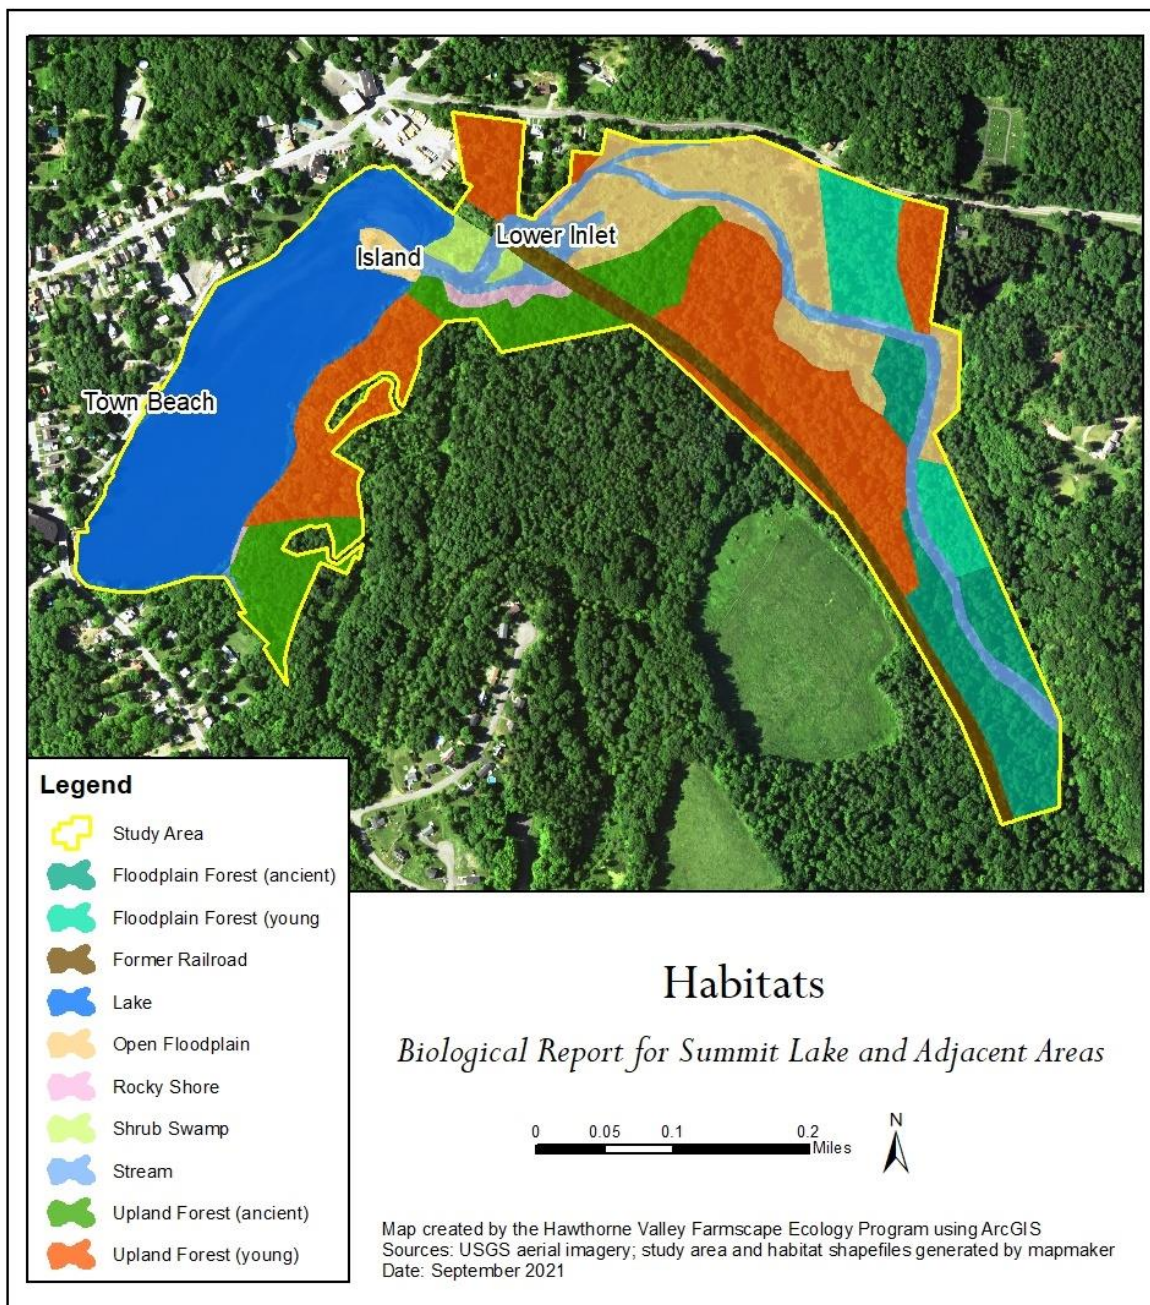 Lower Inlet
Island
Town Beach
Legend
Study Area
Floodplain Forest (ancient)
Floodplain Forest (young
Former Railroad
Lake
Open Floodplain
Rocky Shore
Shrub Swamp
Stream
Upland Forest (ancient)
Upland Forest (young)
Habitats
Biological Report for Summit Lake and Adjacent Areas
0 0.05 0.1 0.2
Miles
N
Map created by the Hawthorne Valley Farmscape Ecology Program using ArcGIS
Sources: USGS aerial imagery; study area and habitat shapefiles generated by mapmaker
Date: September 2021